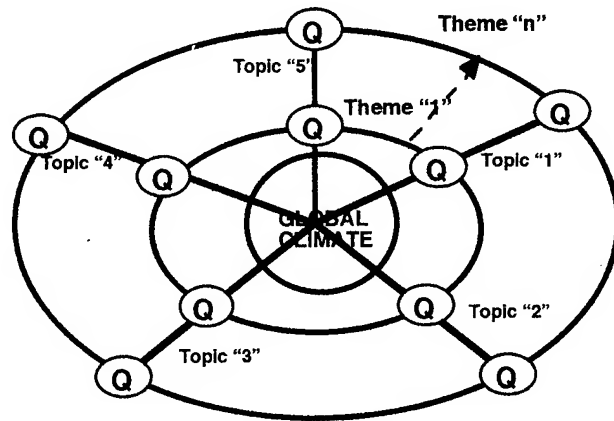 Q
Theme "n"
Topic "5"
Q
Theme "1"
Q
Q
Q
Topic "4"
Q
Topic "1"
GLOBAL
CLIMATE
Q
Q
Topic "2"
Topic "3"
Q
Q